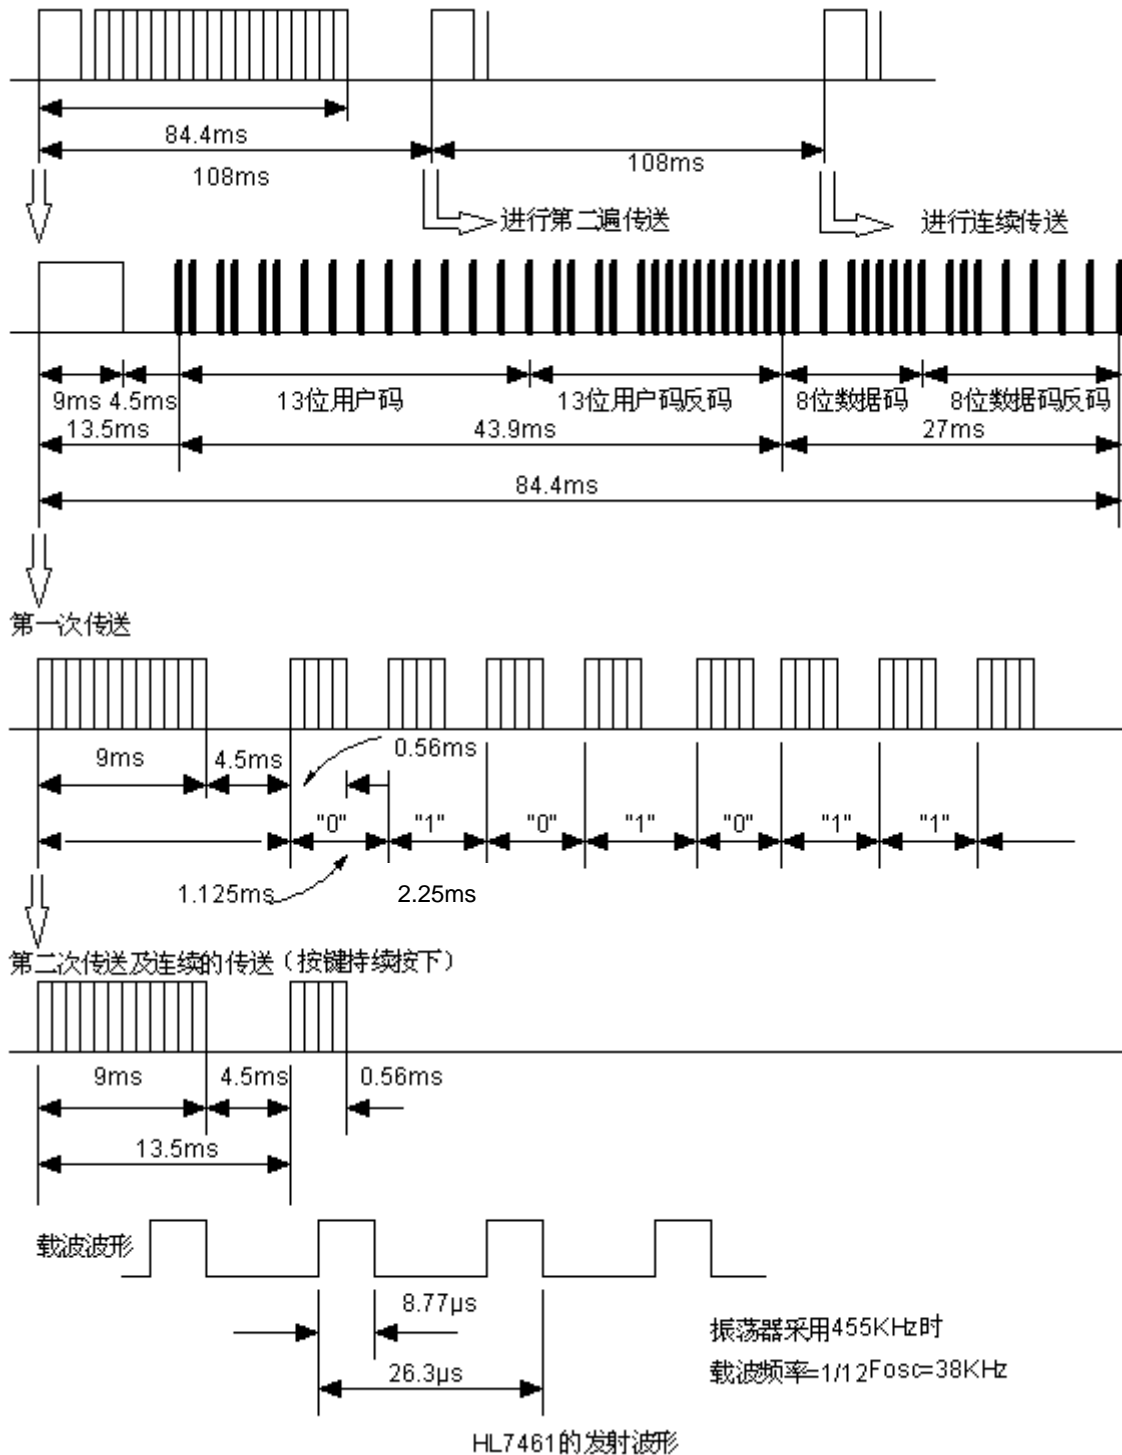 84.4ms
108ms
108ms
进行第二遍传送
进行连续传送
9ms 4.5ms
13位用户码
13位用户码反码
8位数据码
8位数据码反码
13.5ms
43.9ms
27ms
84.4ms
第一次传送
9ms
4.5ms
0.56ms
"0"
"1"
"0"
"1"
"0"
"1"
"1"
1.125ms
2.25ms
第二次传送及连续的传送（按键持续按下）
9ms
4.5ms
0.56ms
13.5ms
载波波形
8.77μs
26.3μs
振荡器采用455KHz时
载波频率=1/12Fosc=38KHz
HL7461的发射波形